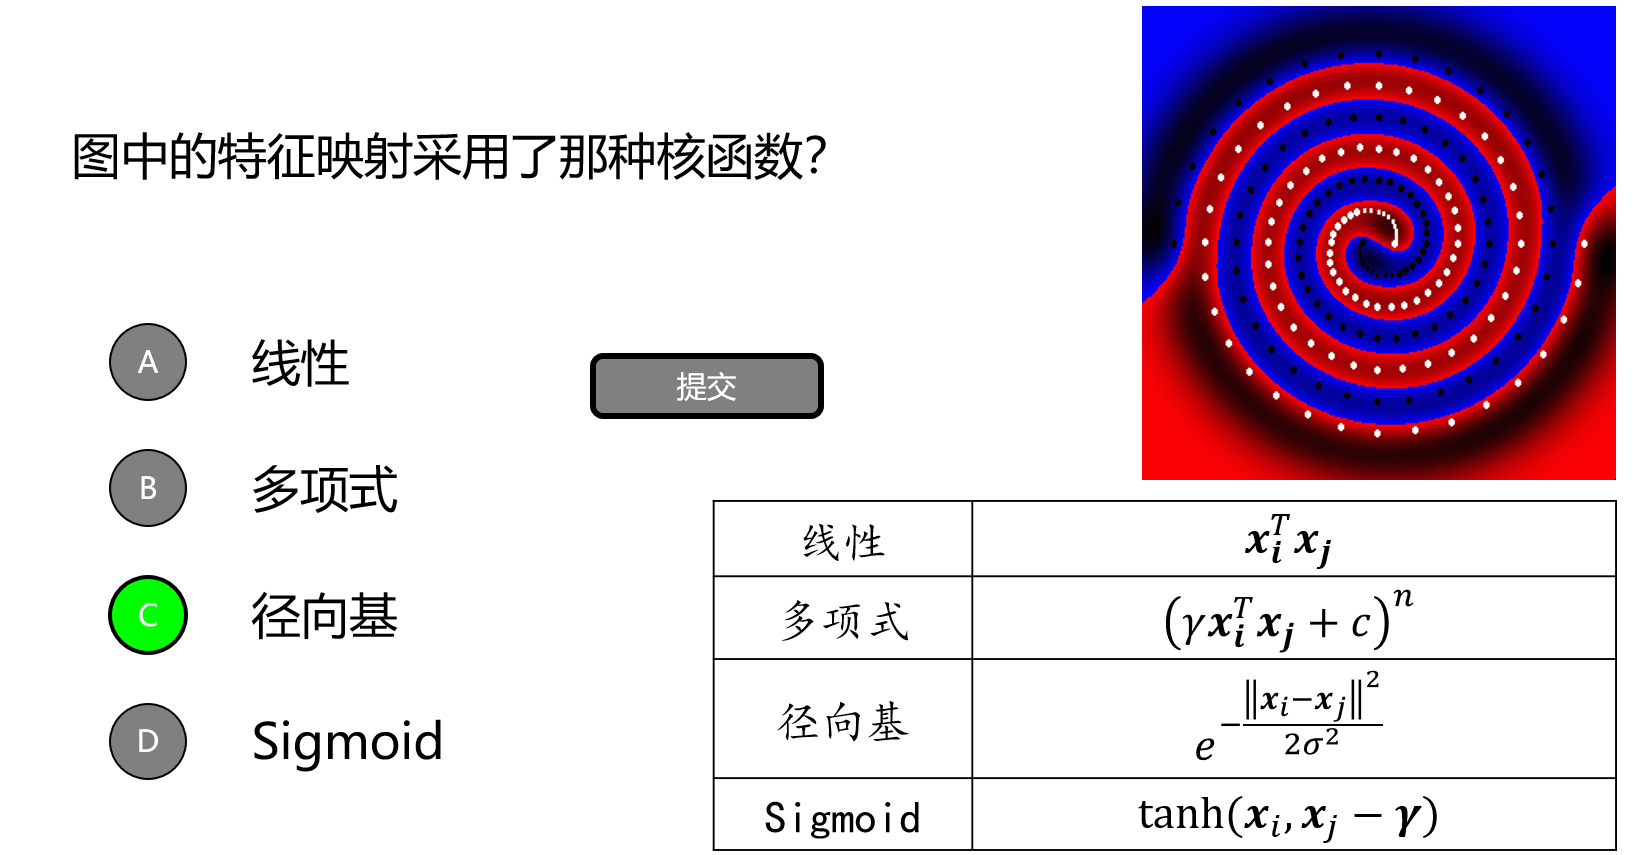 图中的特征映射采用了那种核函数？
A 线性
提交
B 多项式
C 径向基
D Sigmoid
线性 $\boldsymbol{x}_i^T \boldsymbol{x}_j$
多项式 $(\gamma \boldsymbol{x}_i^T \boldsymbol{x}_j + c)^n$
径向基 $e^{-\frac{\|\boldsymbol{x}_i - \boldsymbol{x}_j\|^2}{2\sigma^2}}$
Sigmoid $\tanh(\boldsymbol{x}_i, \boldsymbol{x}_j - \boldsymbol{\gamma})$